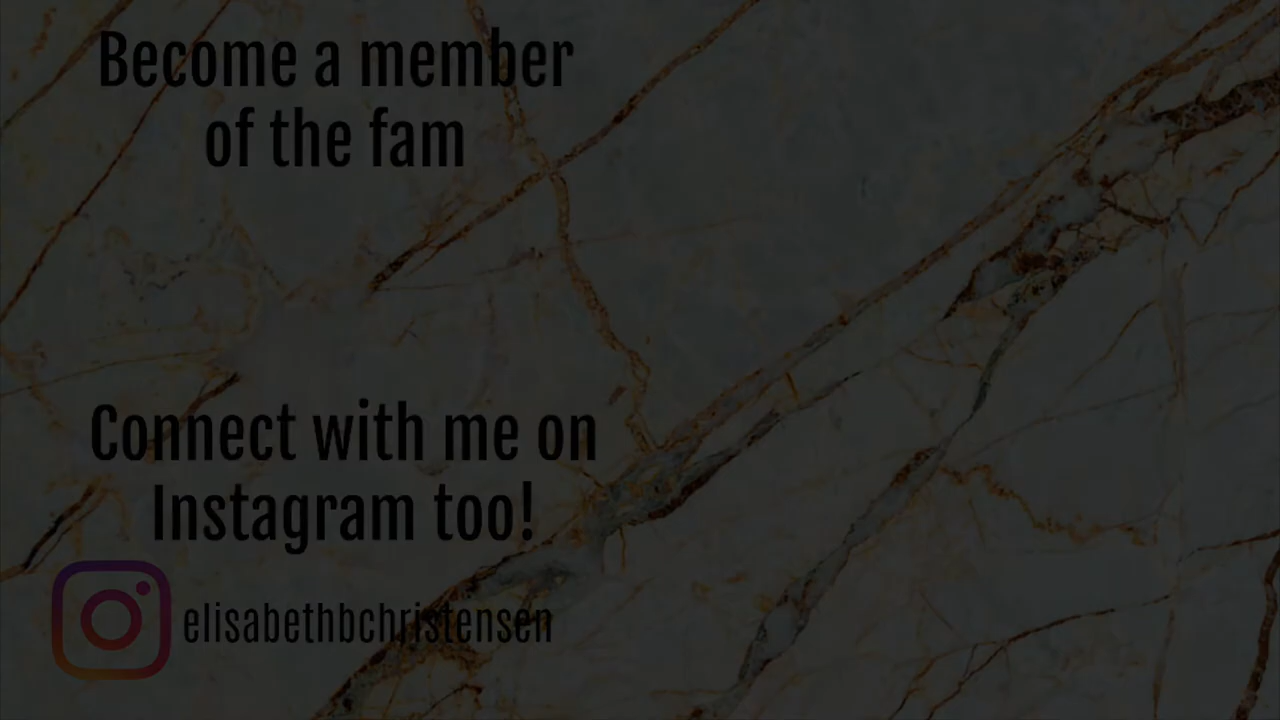 Become a member
of the fam
Connect with me on
Instagram too!
elisabethbchristensen